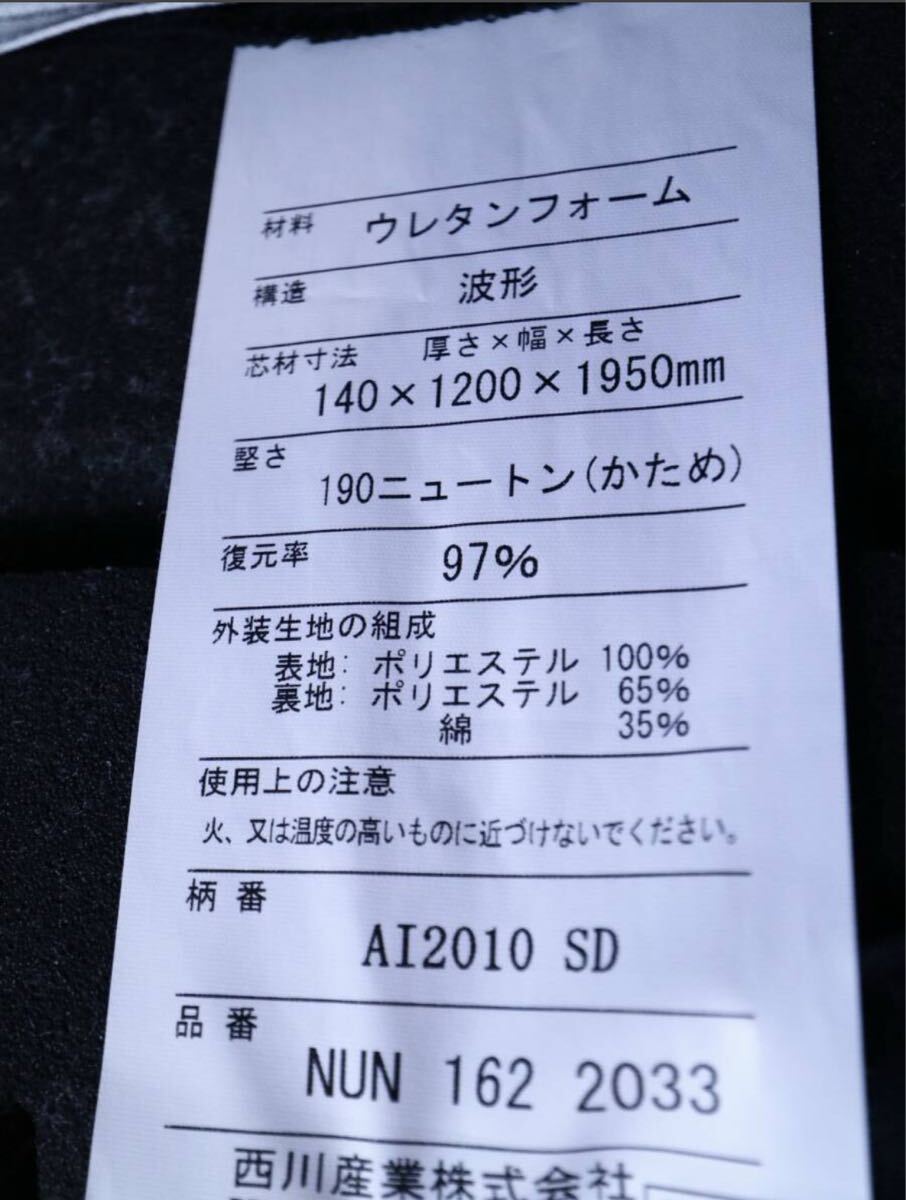 材料 ウレタンフォーム
構造 波形
芯材寸法 厚さ×幅×長さ
140×1200×1950mm
堅さ
190ニュートン(かため)
復元率 97%
外装生地の組成
表地: ポリエステル 100%
裏地: ポリエステル 65%
綿 35%
使用上の注意
火、又は温度の高いものに近づけないでください。
柄番
AI2010 SD
品番
NUN 162 2033
西川産業株式会社